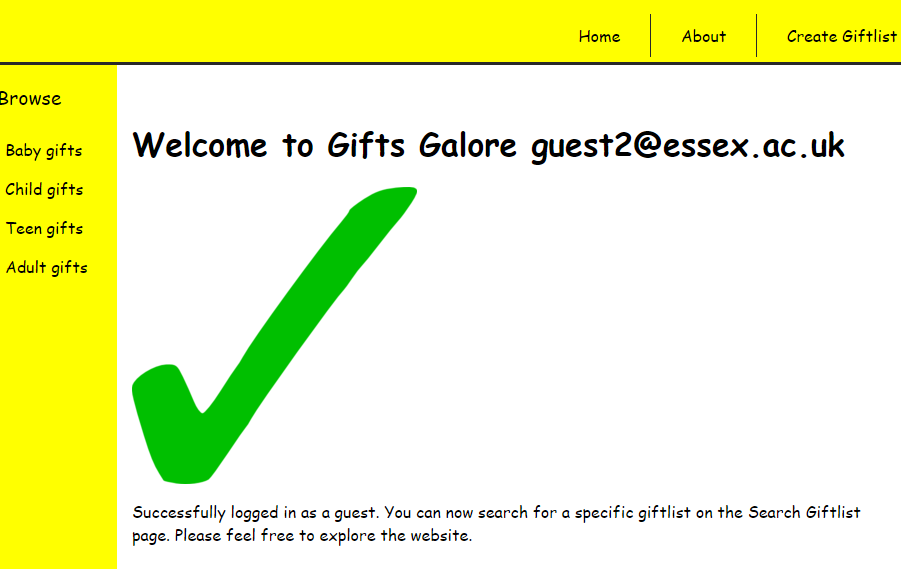 Home
About
Create Giftlist
Browse
Baby gifts
Child gifts
Teen gifts
Adult gifts
Welcome to Gifts Galore guest2@essex.ac.uk
Successfully logged in as a guest. You can now search for a specific giftlist on the Search Giftlist
page. Please feel free to explore the website.